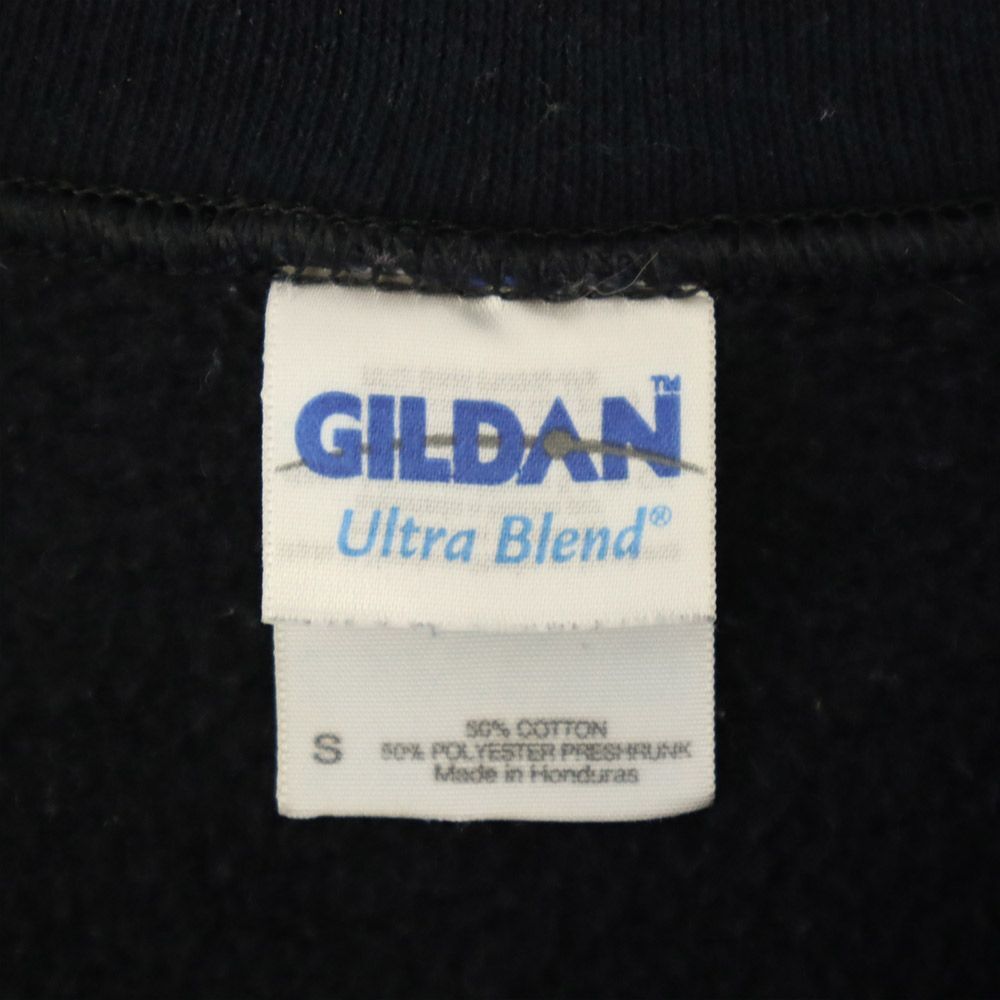 GILDAN™
Ultra Blend®
S
50% COTTON
50% POLYESTER PRESHRUNK
Made in Honduras